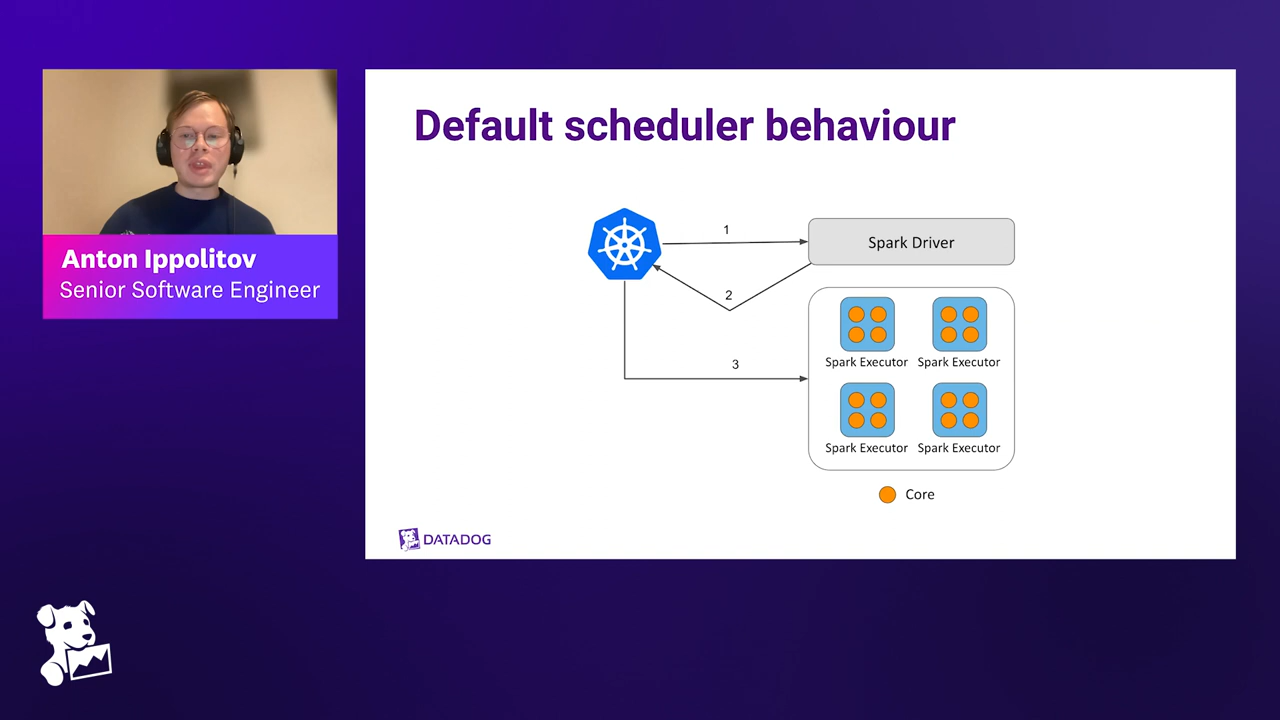 Default scheduler behaviour
Anton Ippolitov
Senior Software Engineer
1
Spark Driver
2
3
Spark Executor Spark Executor
Spark Executor Spark Executor
Core
DATADOG